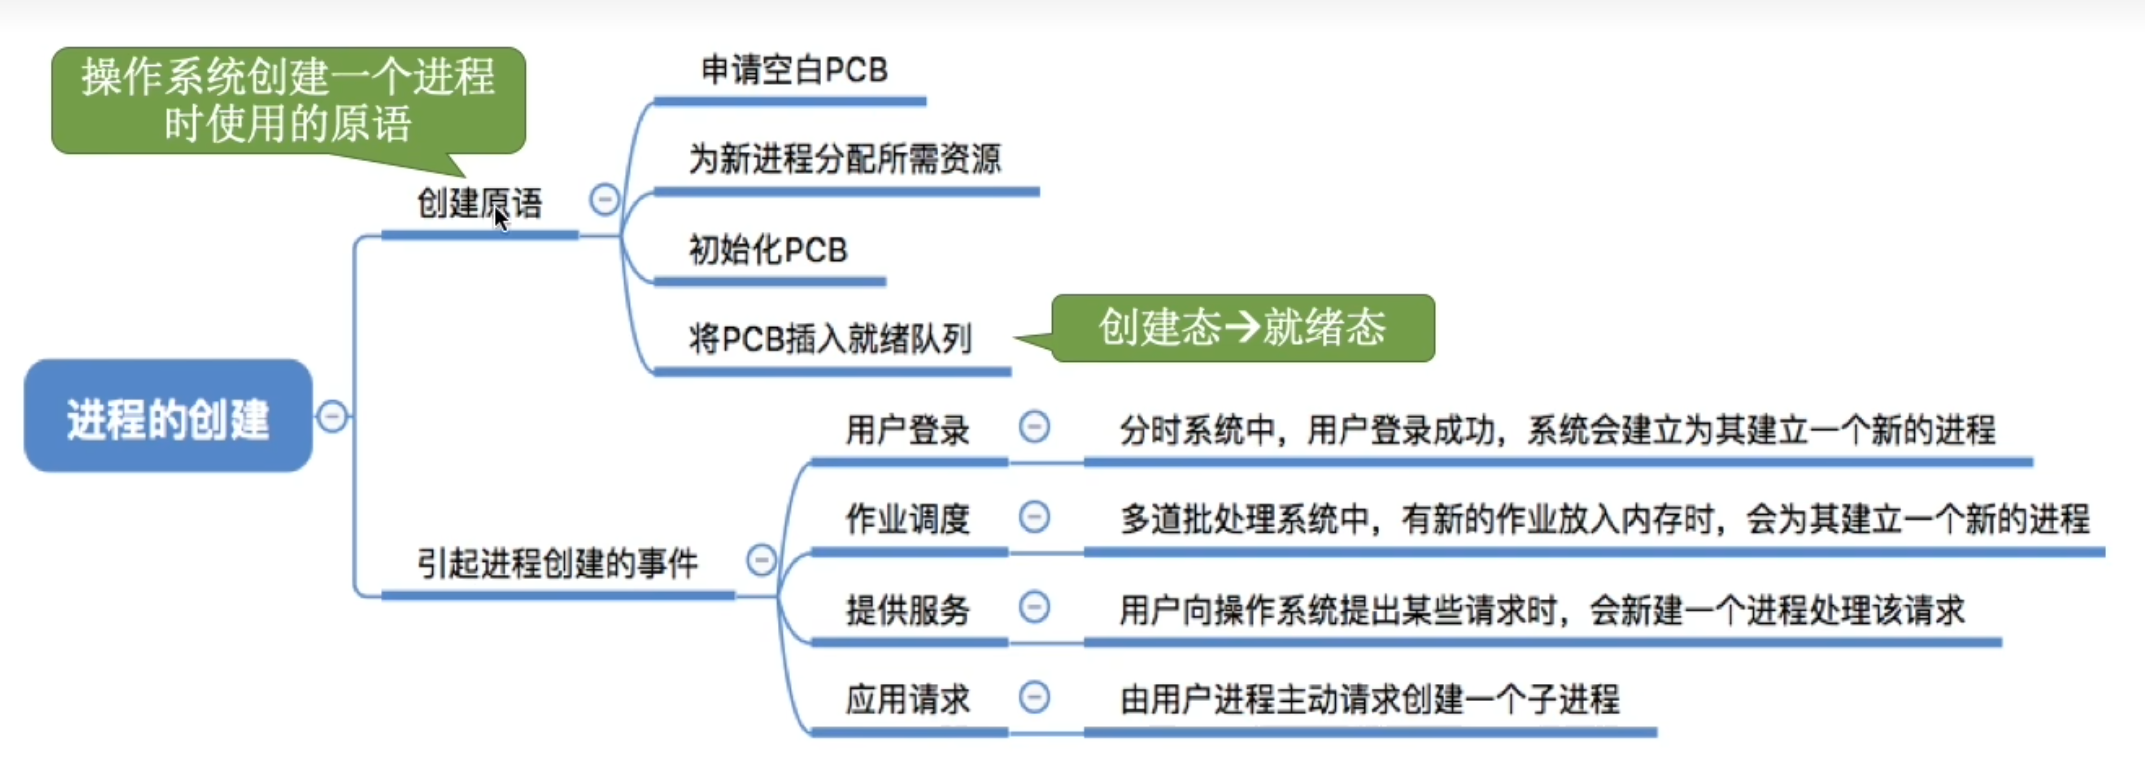 操作系统创建一个进程
时使用的原语
申请空白PCB
为新进程分配所需资源
创建原语
初始化PCB
将PCB插入就绪队列
创建态→就绪态
进程的创建
用户登录
分时系统中，用户登录成功，系统会建立为其建立一个新的进程
作业调度
多道批处理系统中，有新的作业放入内存时，会为其建立一个新的进程
引起进程创建的事件
提供服务
用户向操作系统提出某些请求时，会新建一个进程处理该请求
应用请求
由用户进程主动请求创建一个子进程